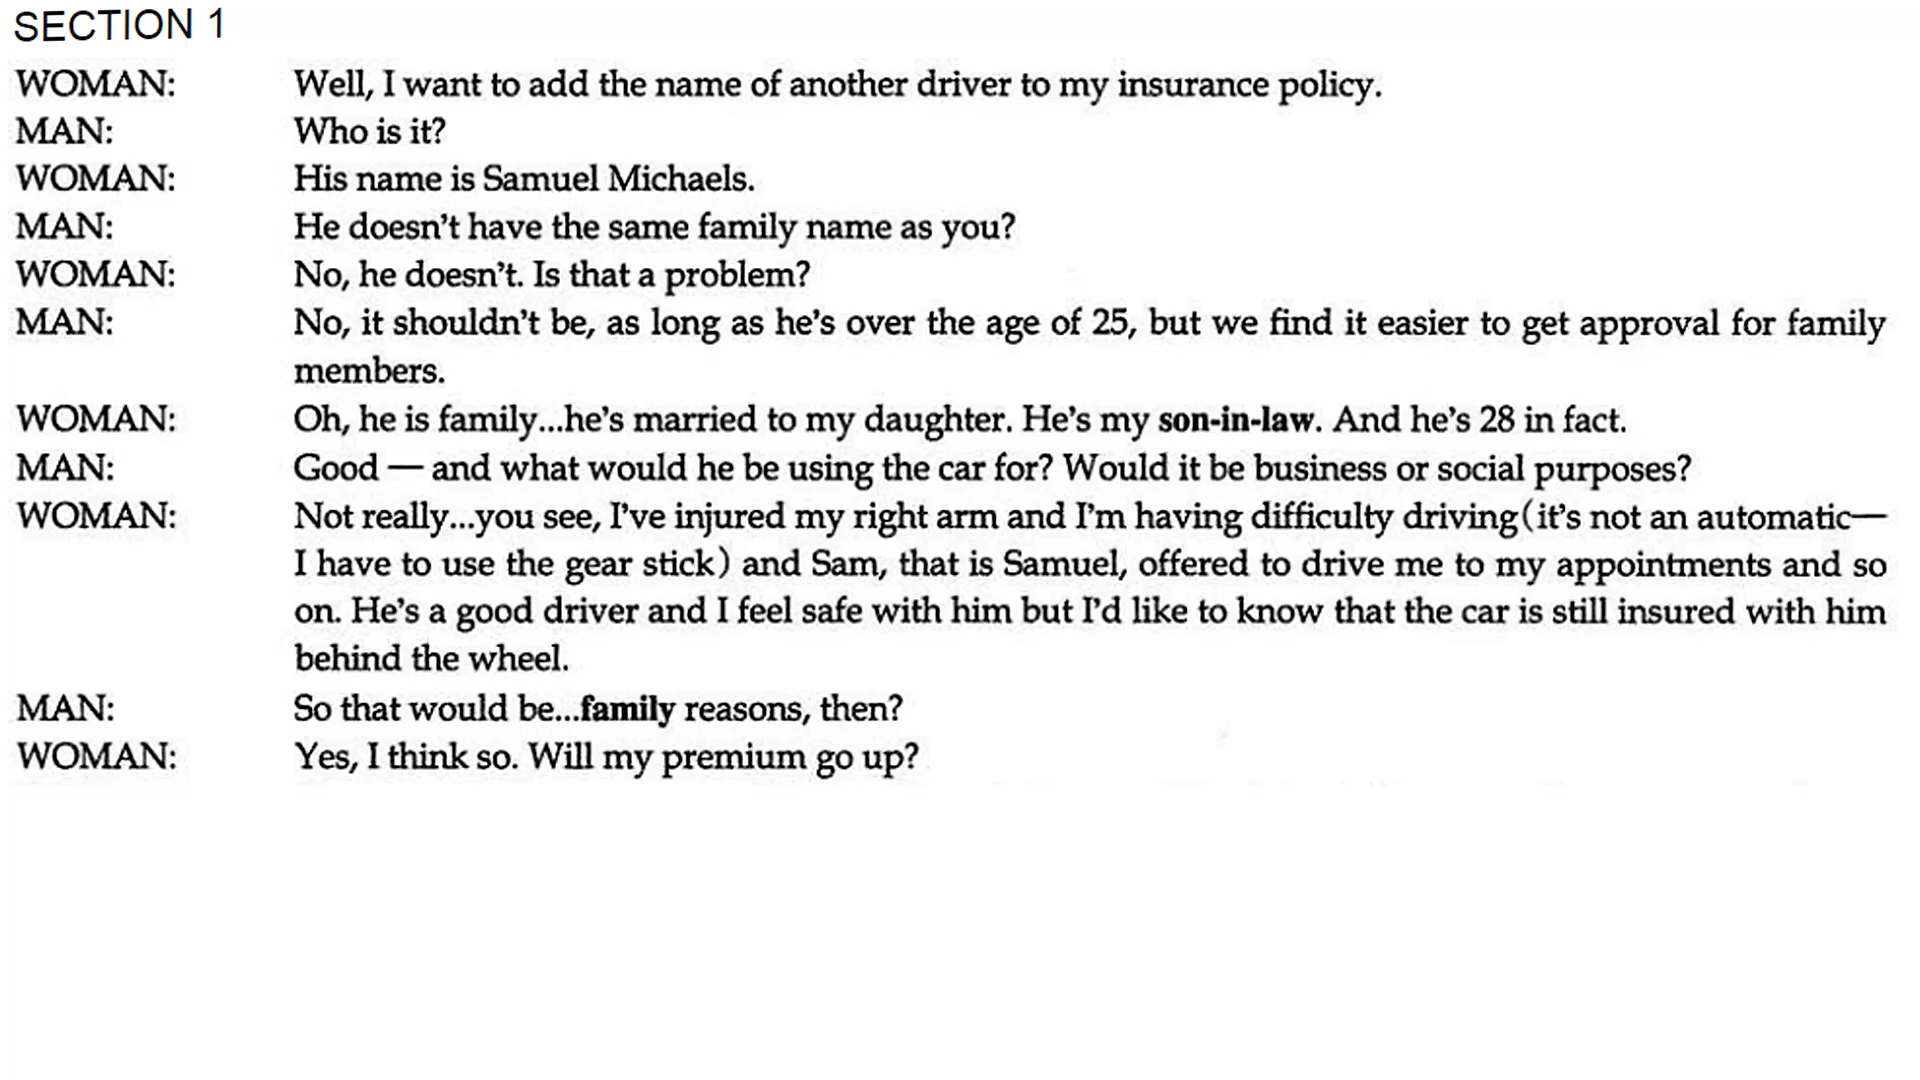 SECTION 1
WOMAN: Well, I want to add the name of another driver to my insurance policy.
MAN: Who is it?
WOMAN: His name is Samuel Michaels.
MAN: He doesn't have the same family name as you?
WOMAN: No, he doesn't. Is that a problem?
MAN: No, it shouldn't be, as long as he's over the age of 25, but we find it easier to get approval for family
members.
WOMAN: Oh, he is family...he's married to my daughter. He's my son-in-law. And he's 28 in fact.
MAN: Good — and what would he be using the car for? Would it be business or social purposes?
WOMAN: Not really...you see, I've injured my right arm and I'm having difficulty driving(it's not an automatic—
I have to use the gear stick) and Sam, that is Samuel, offered to drive me to my appointments and so
on. He's a good driver and I feel safe with him but I'd like to know that the car is still insured with him
behind the wheel.
MAN: So that would be...family reasons, then?
WOMAN: Yes, I think so. Will my premium go up?